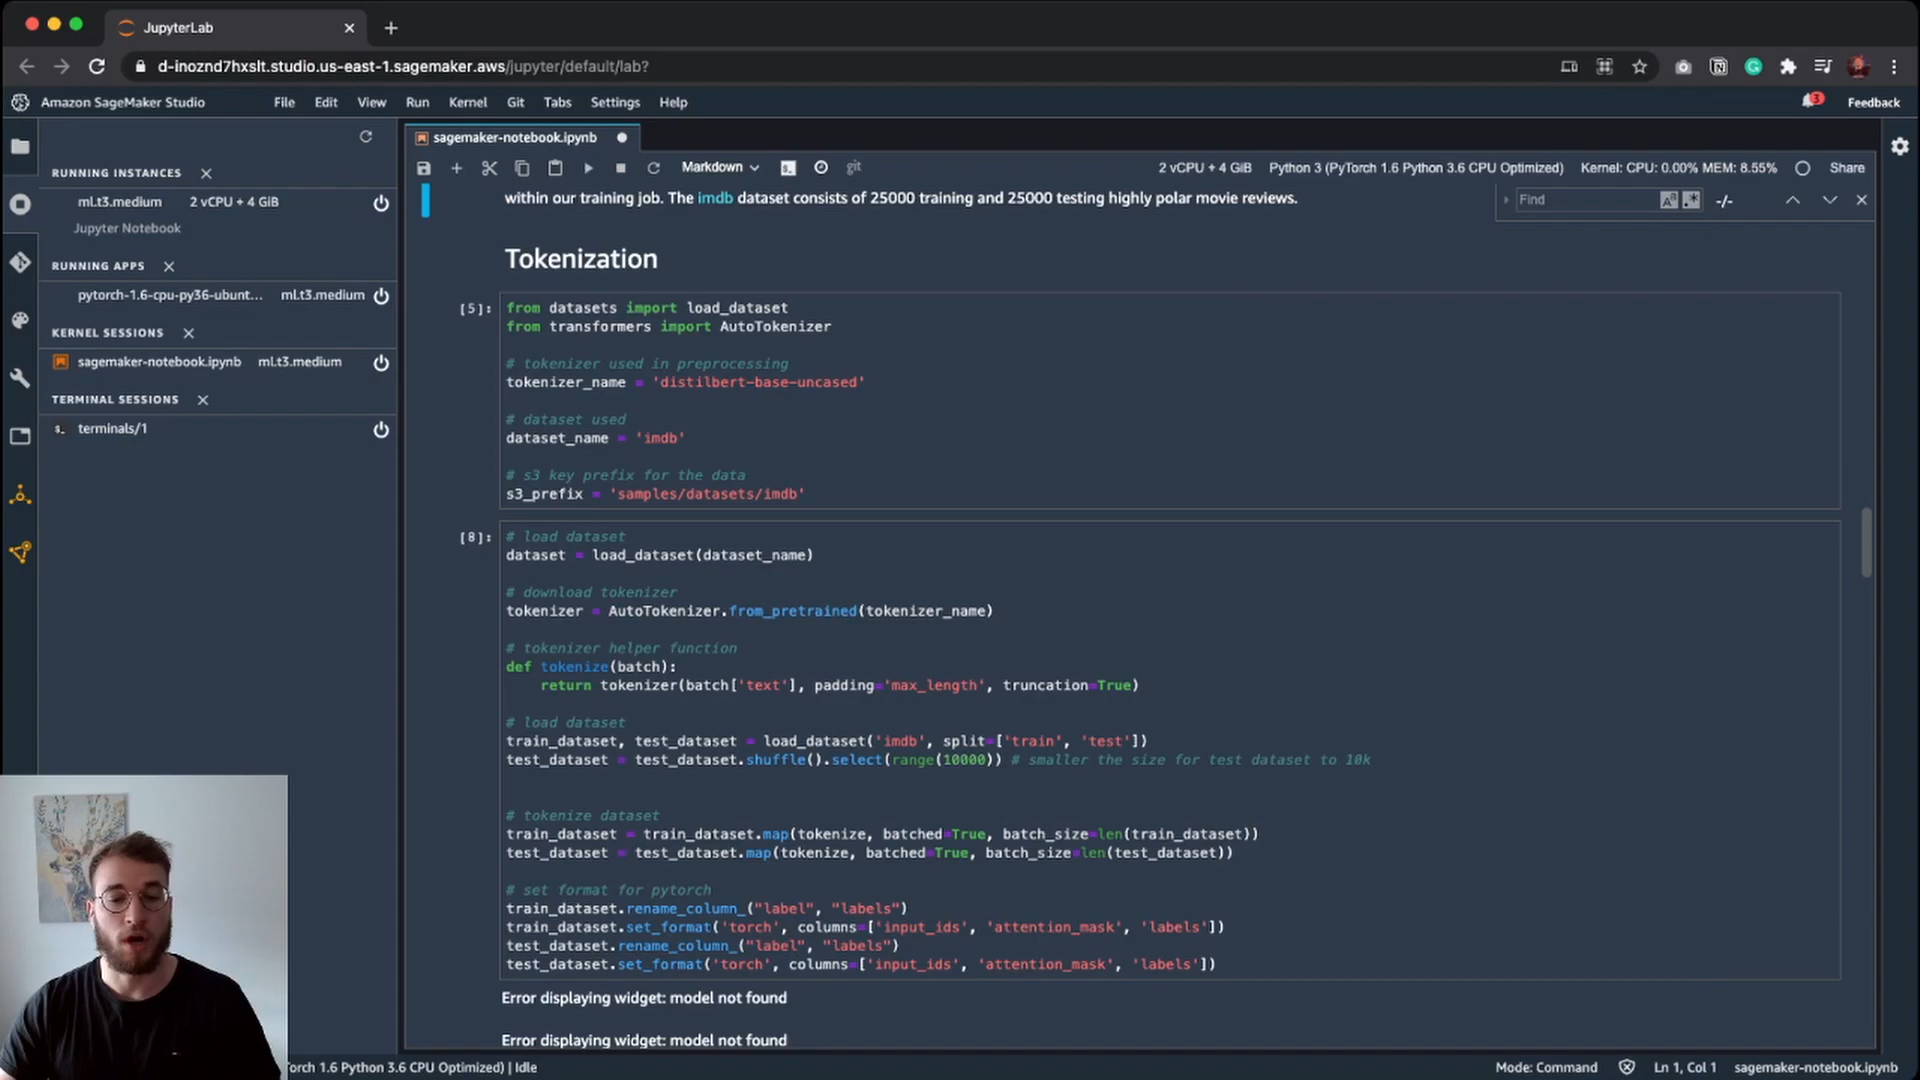 JupyterLab
d-inoznd7hxslt.studio.us-east-1.sagemaker.aws/jupyter/default/lab?
Amazon SageMaker Studio File Edit View Run Kernel Git Tabs Settings Help 3 Feedback
sagemaker-notebook.ipynb
Markdown git 2 vCPU + 4 GiB Python 3 (PyTorch 1.6 Python 3.6 CPU Optimized) Kernel: CPU: 0.00% MEM: 8.55% Share
RUNNING INSTANCES
ml.t3.medium 2 vCPU + 4 GiB
Jupyter Notebook
RUNNING APPS
pytorch-1.6-cpu-py36-ubunt... ml.t3.medium
KERNEL SESSIONS
sagemaker-notebook.ipynb ml.t3.medium
TERMINAL SESSIONS
terminals/1
Find -/-
within our training job. The imdb dataset consists of 25000 training and 25000 testing highly polar movie reviews.
Tokenization
[5]:
from datasets import load_dataset
from transformers import AutoTokenizer
# tokenizer used in preprocessing
tokenizer_name = 'distilbert-base-uncased'
# dataset used
dataset_name = 'imdb'
# s3 key prefix for the data
s3_prefix = 'samples/datasets/imdb'
[8]:
# load dataset
dataset = load_dataset(dataset_name)
# download tokenizer
tokenizer = AutoTokenizer.from_pretrained(tokenizer_name)
# tokenizer helper function
def tokenize(batch):
    return tokenizer(batch['text'], padding='max_length', truncation=True)
# load dataset
train_dataset, test_dataset = load_dataset('imdb', split=['train', 'test'])
test_dataset = test_dataset.shuffle().select(range(10000)) # smaller the size for test dataset to 10k
# tokenize dataset
train_dataset = train_dataset.map(tokenize, batched=True, batch_size=len(train_dataset))
test_dataset = test_dataset.map(tokenize, batched=True, batch_size=len(test_dataset))
# set format for pytorch
train_dataset.rename_column_("label", "labels")
train_dataset.set_format('torch', columns=['input_ids', 'attention_mask', 'labels'])
test_dataset.rename_column_("label", "labels")
test_dataset.set_format('torch', columns=['input_ids', 'attention_mask', 'labels'])
Error displaying widget: model not found
Error displaying widget: model not found
orch 1.6 Python 3.6 CPU Optimized) | Idle Mode: Command Ln 1, Col 1 sagemaker-notebook.ipynb